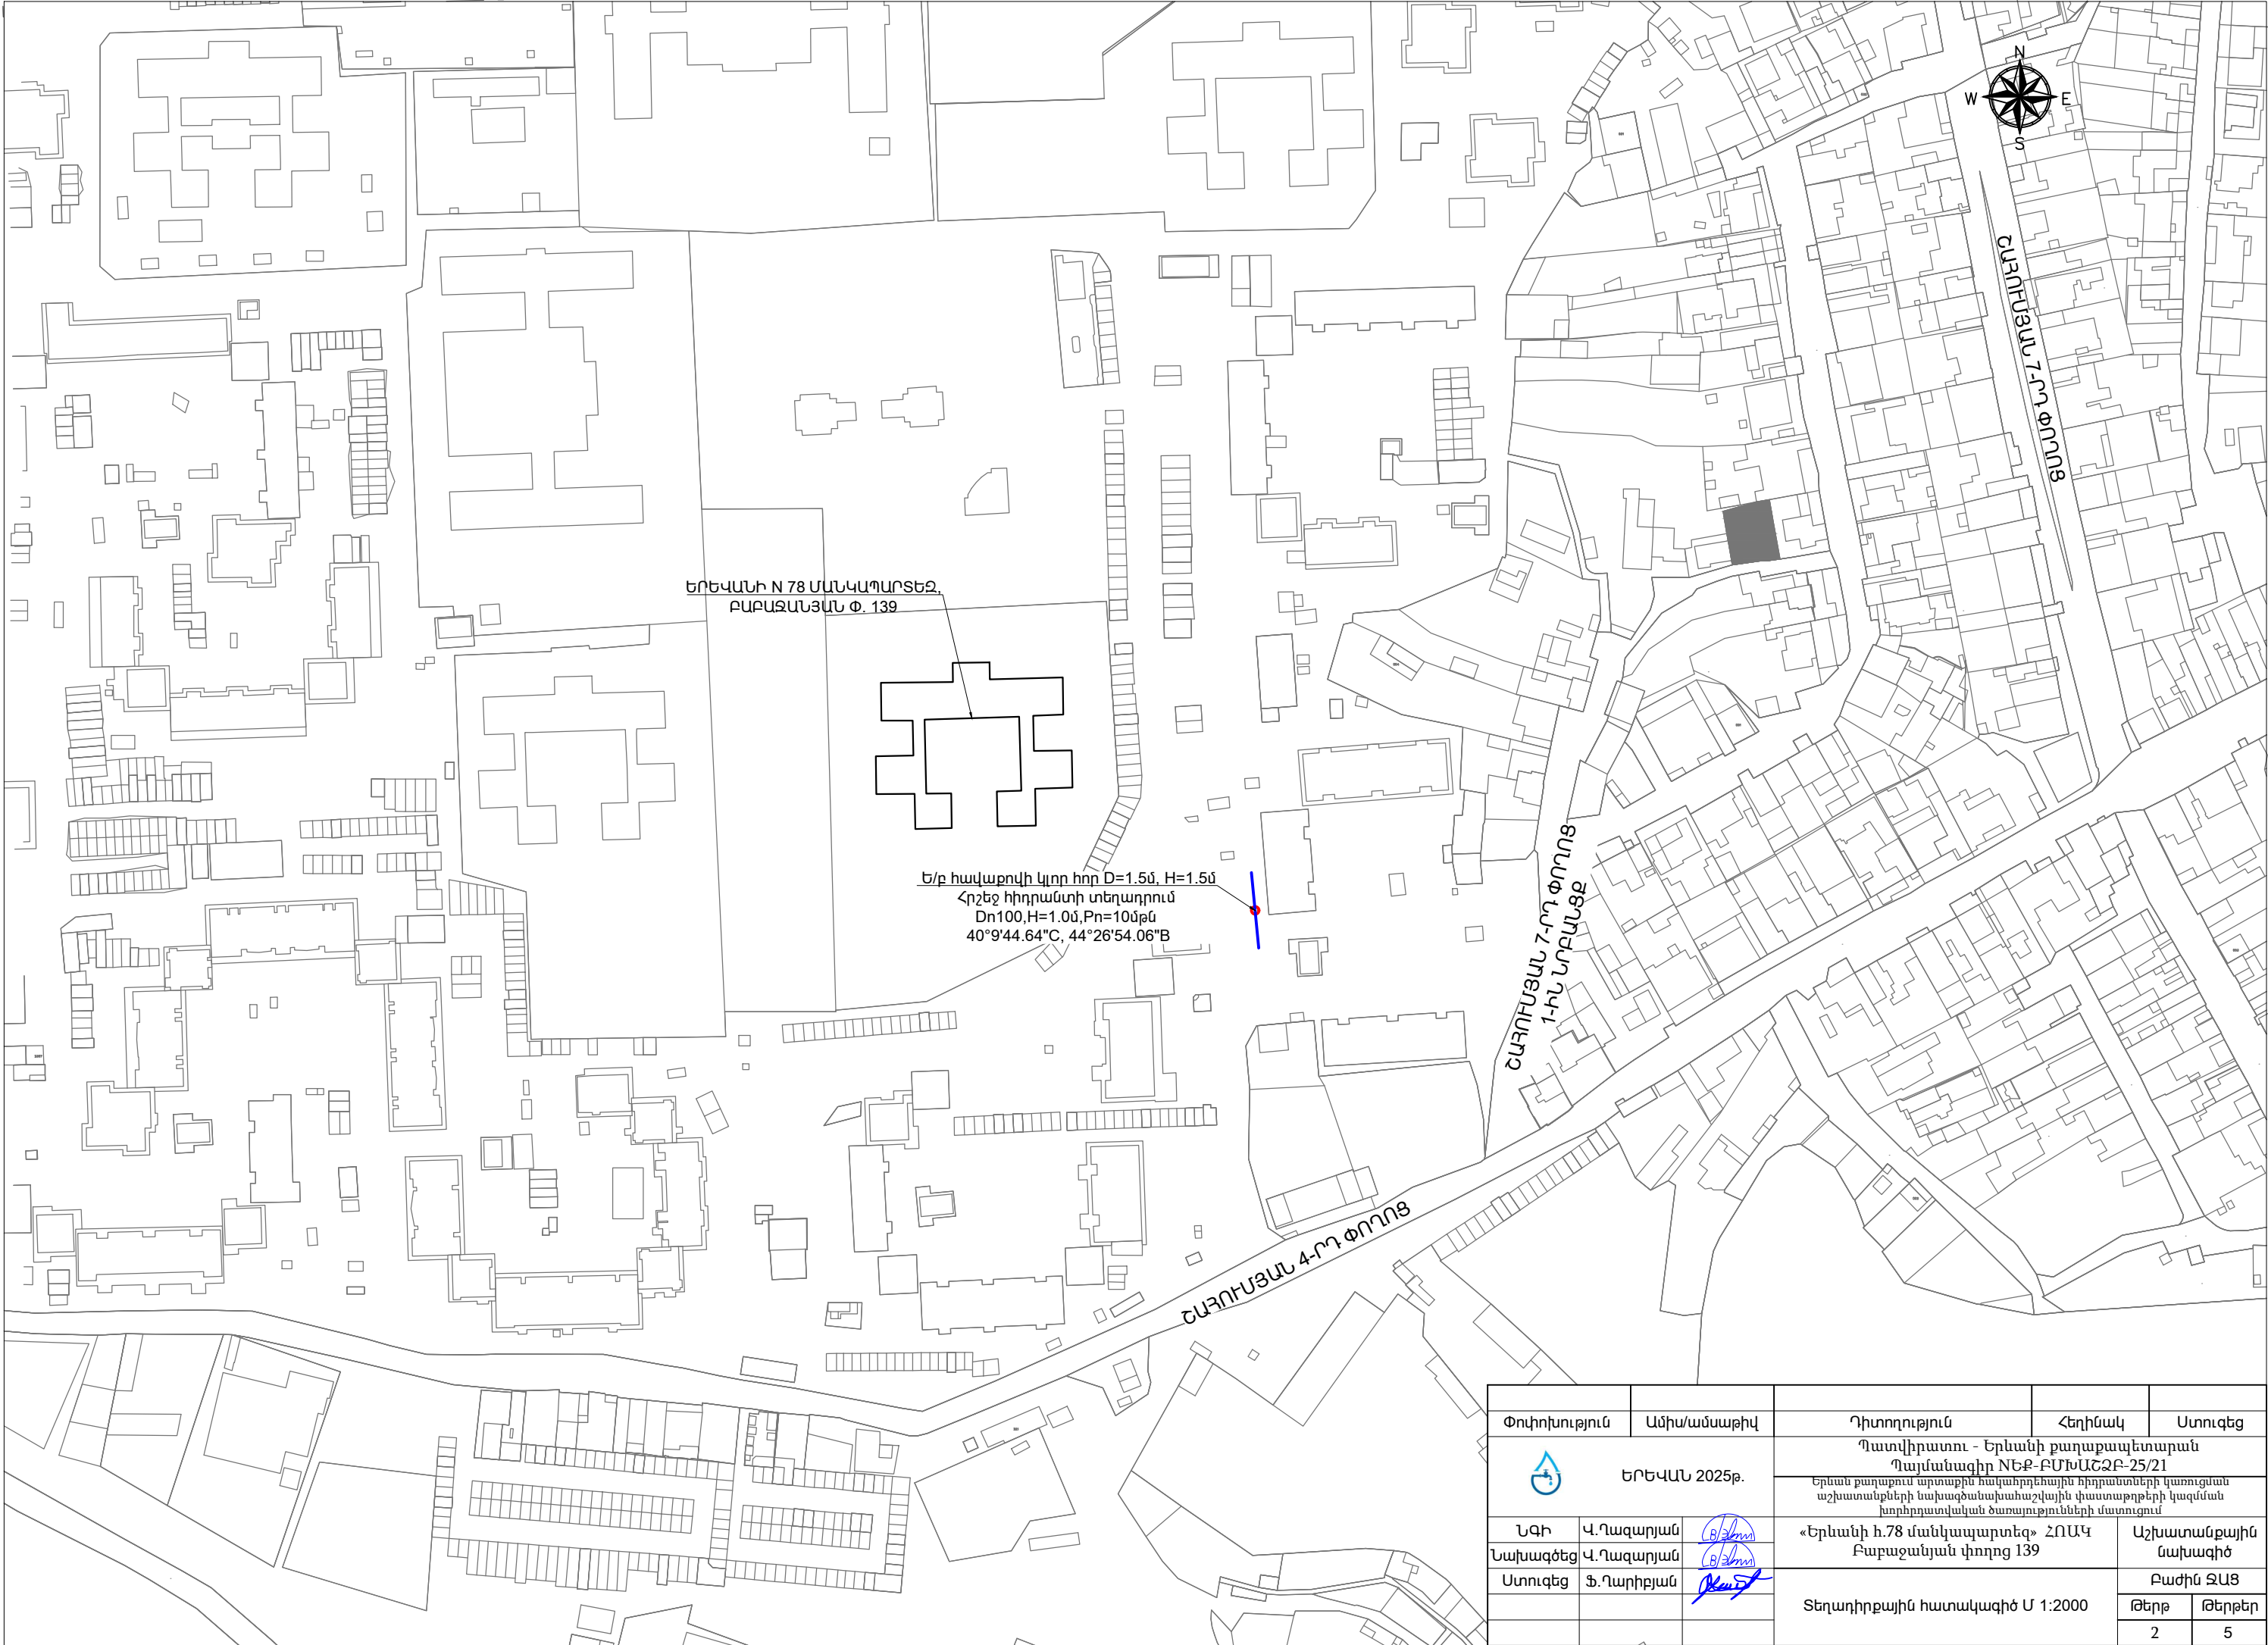 N
W
E
S
ՇԱՀՈՒՄՅԱՆ 7-ՐԴ ՓՈՂՈՑ
ԵՐԵՎԱՆԻ N 78 ՄԱՆԿԱՊԱՐՏԵԶ,
ԲԱԲԱՋԱՆՅԱՆ Փ. 139
Ե/բ հավաքովի կլոր հոր D=1.5մ, H=1.5մ
Հրշեջ հիդրանտի տեղադրում
Dn100,H=1.0մ,Pn=10մթն
40°9'44.64"C, 44°26'54.06"B
ՇԱՀՈՒՄՅԱՆ 7-ՐԴ ՓՈՂՈՑ
1-ԻՆ ՆՐԲԱՆՑՔ
ՇԱՀՈՒՄՅԱՆ 4-ՐԴ ՓՈՂՈՑ
Փոփոխություն Ամիս/ամսաթիվ Դիտողություն Հեղինակ Ստուգեց
ԵՐԵՎԱՆ 2025թ.
Պատվիրատու - Երևանի քաղաքապետարան
Պայմանագիր NԵՔ-ԲՄԽԱՇՁԲ-25/21
Երևան քաղաքում արտաքին հակահրդեհային հիդրանտների կառուցման
աշխատանքների նախագծանախահաշվային փաստաթղթերի կազմման
խորհրդատվական ծառայությունների մատուցում
ՆԳԻ Վ.Ղազարյան
Նախագծեց Վ.Ղազարյան
Ստուգեց Ֆ.Ղարիբյան
«Երևանի հ.78 մանկապարտեզ» ՀՈԱԿ
Բաբաջանյան փողոց 139
Աշխատանքային
նախագիծ
Բաժին ՋԱՑ
Տեղադիրքային հատակագիծ Մ 1:2000
Թերթ Թերթեր
2 5